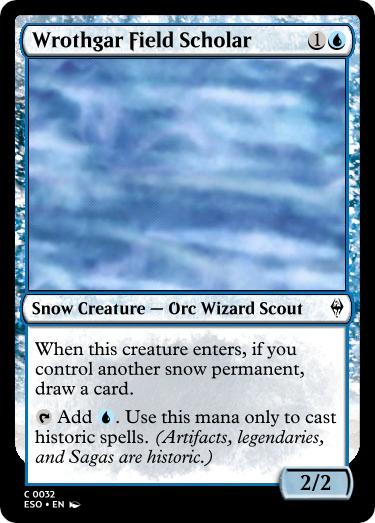 Wrothgar Field Scholar 1
Snow Creature — Orc Wizard Scout
When this creature enters, if you
control another snow permanent,
draw a card.
Add . Use this mana only to cast
historic spells. (Artifacts, legendaries,
and Sagas are historic.)
2/2
C 0032
ESO • EN